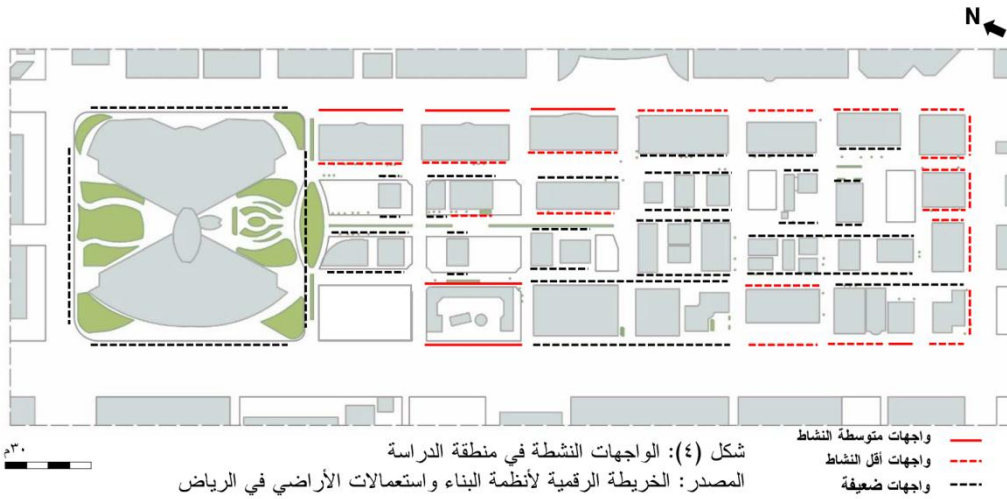 N
واجهات متوسطة النشاط
واجهات أقل النشاط
واجهات ضعيفة
٣٠م
شكل (٤): الواجهات النشطة في منطقة الدراسة
المصدر: الخريطة الرقمية لأنظمة البناء واستعمالات الأراضي في الرياض